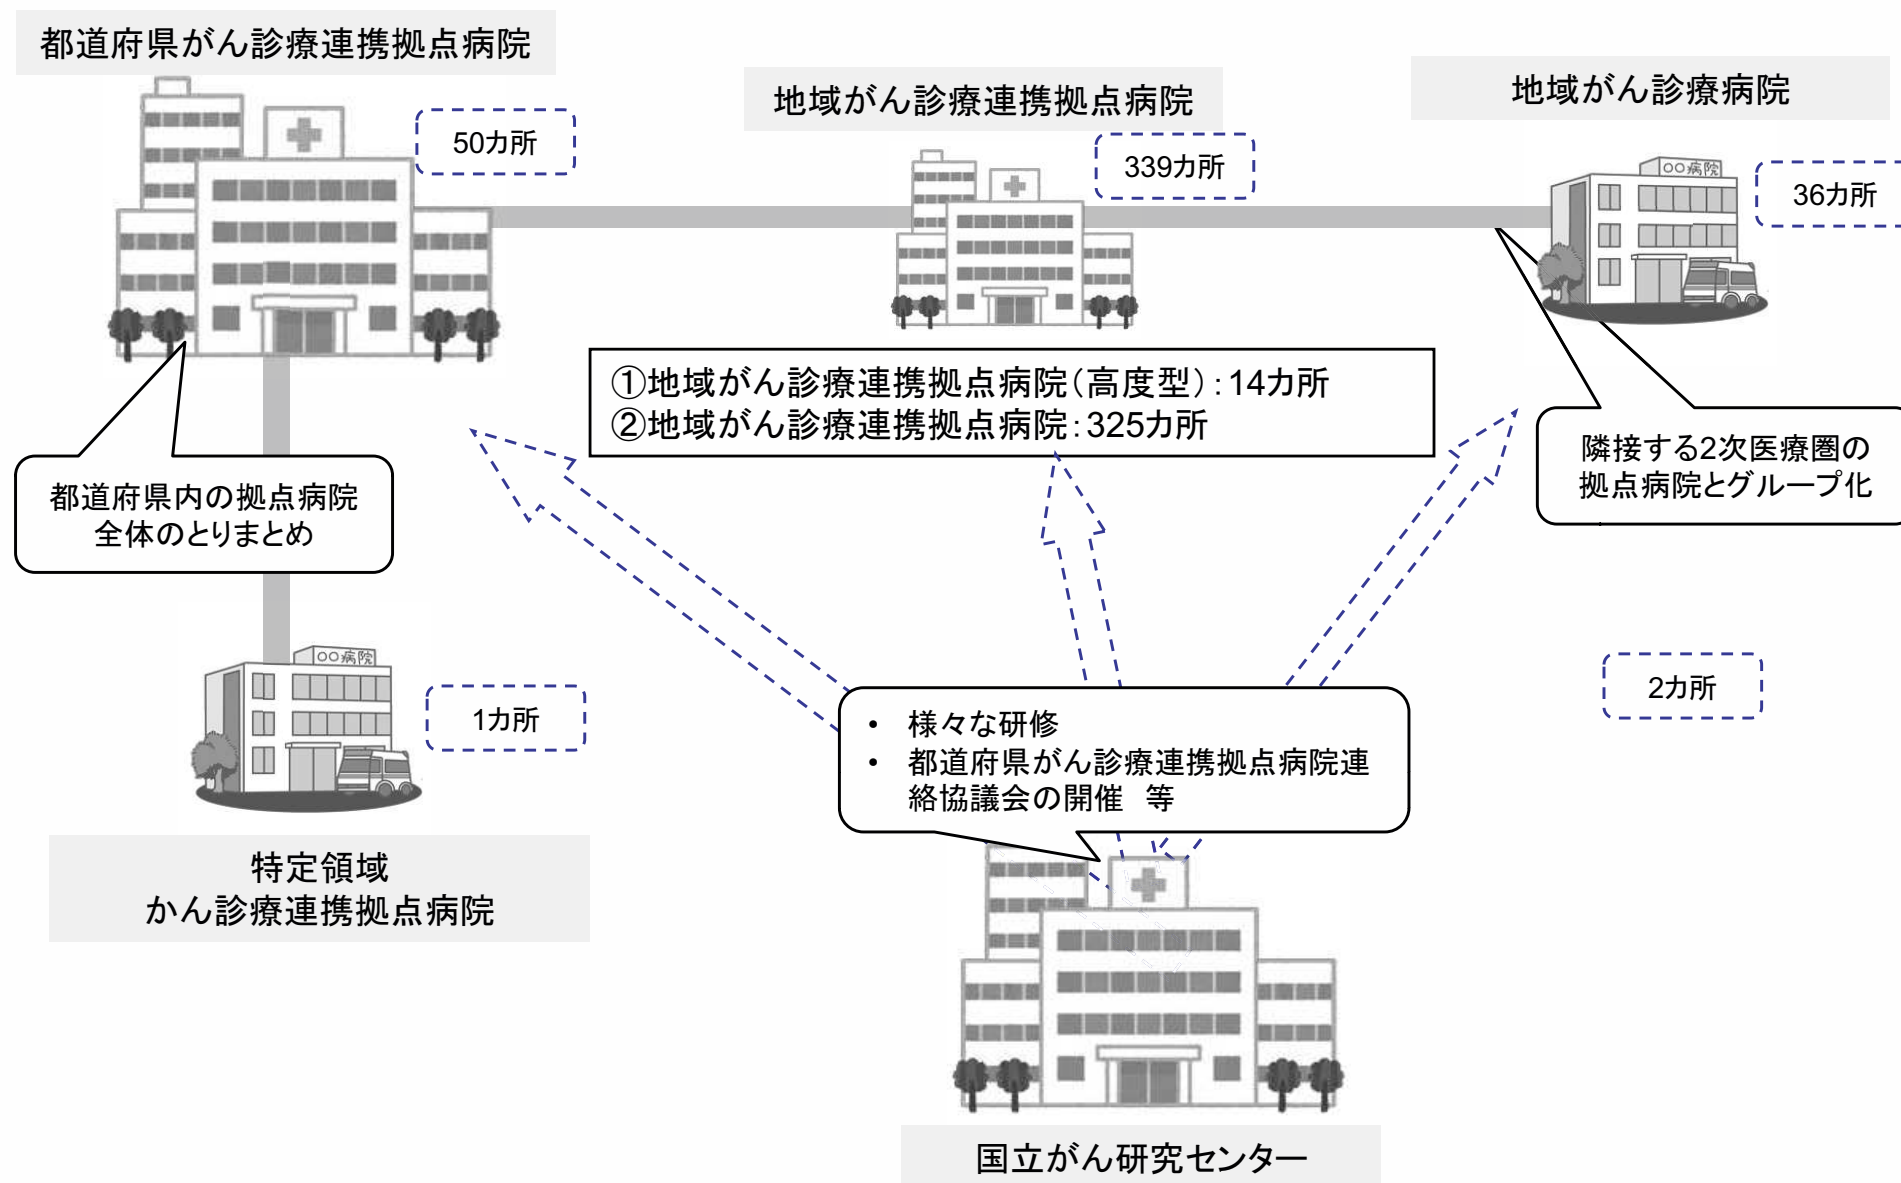 都道府県がん診療連携拠点病院
50カ所
地域がん診療連携拠点病院
339カ所
地域がん診療病院
○○病院
36カ所
①地域がん診療連携拠点病院（高度型）：14カ所
②地域がん診療連携拠点病院：325カ所
都道府県内の拠点病院
全体のとりまとめ
隣接する2次医療圏の
拠点病院とグループ化
○○病院
1カ所
2カ所
• 様々な研修
• 都道府県がん診療連携拠点病院連
絡協議会の開催　等
特定領域
かん診療連携拠点病院
国立がん研究センター